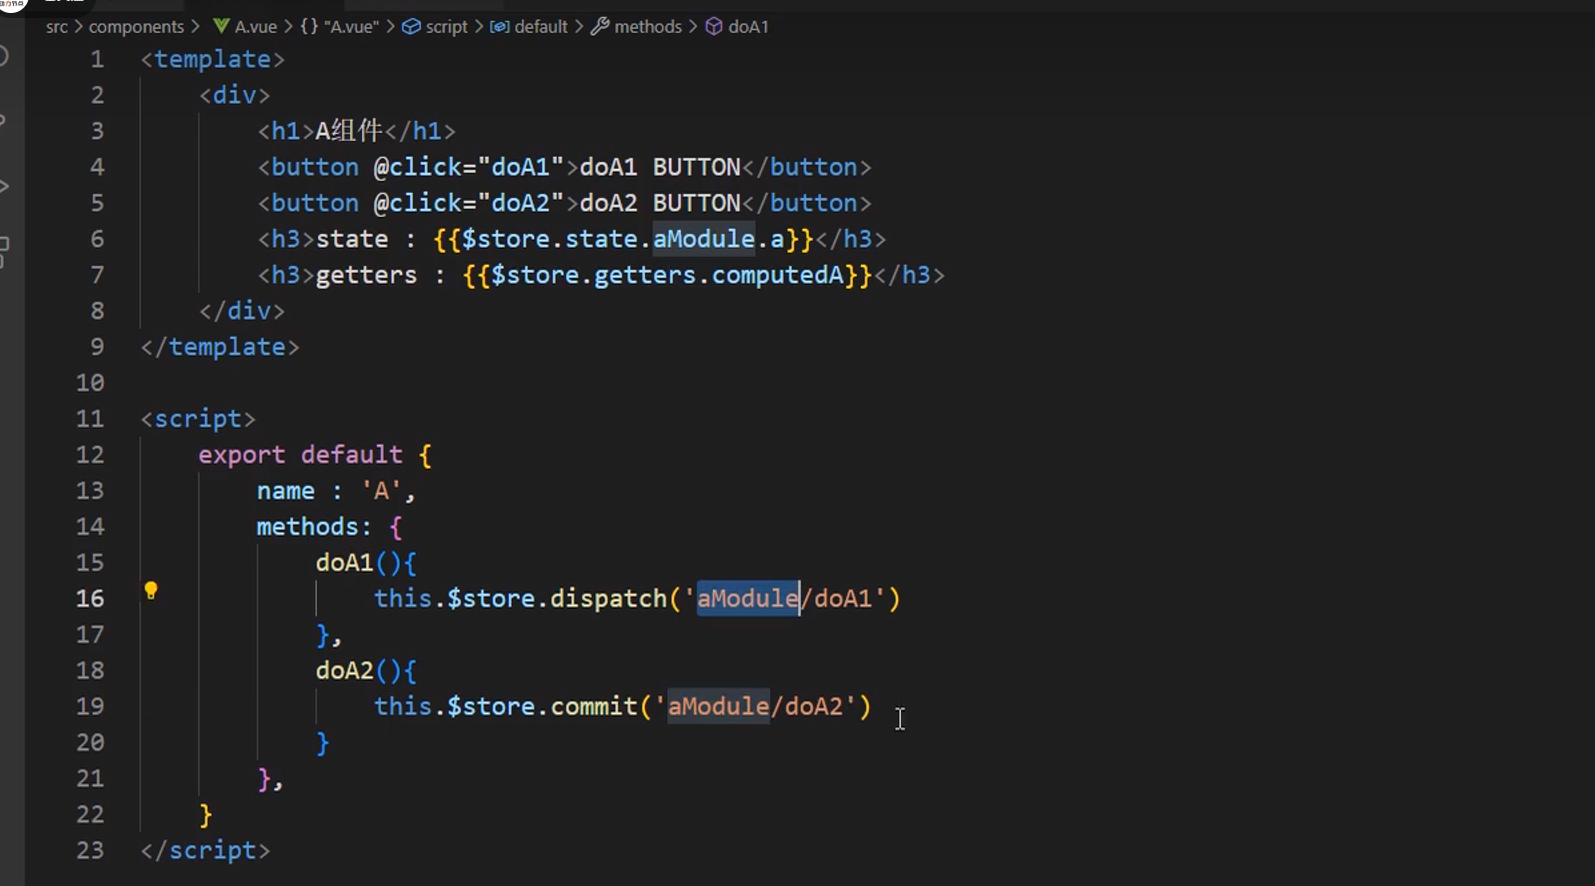 src > components > A.vue > {} "A.vue" > script > default > methods > doA1
1 <template>
2 <div>
3 <h1>A组件</h1>
4 <button @click="doA1">doA1 BUTTON</button>
5 <button @click="doA2">doA2 BUTTON</button>
6 <h3>state : {{$store.state.aModule.a}}</h3>
7 <h3>getters : {{$store.getters.computedA}}</h3>
8 </div>
9 </template>
10
11 <script>
12 export default {
13 name : 'A',
14 methods: {
15 doA1(){
16 this.$store.dispatch('aModule/doA1')
17 },
18 doA2(){
19 this.$store.commit('aModule/doA2')
20 }
21 },
22 }
23 </script>